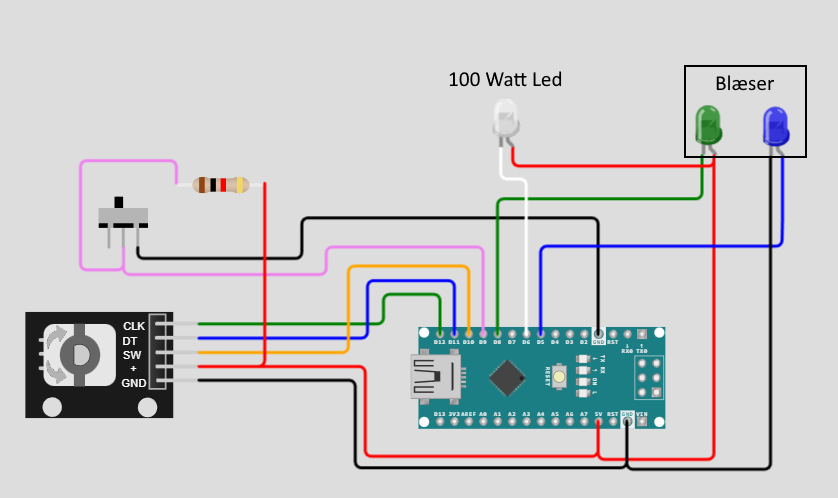 100 Watt Led
Blæser
CLK
DT
SW
+
GND
D12 D11 D10 D9 D8 D7 D6 D5 D4 D3 D2 GND RST
RX0 TX0
RESET
TX
RX
ON
L
D13 3V3 AREF A0 A1 A2 A3 A4 A5 A6 A7 5V RST GND VIN